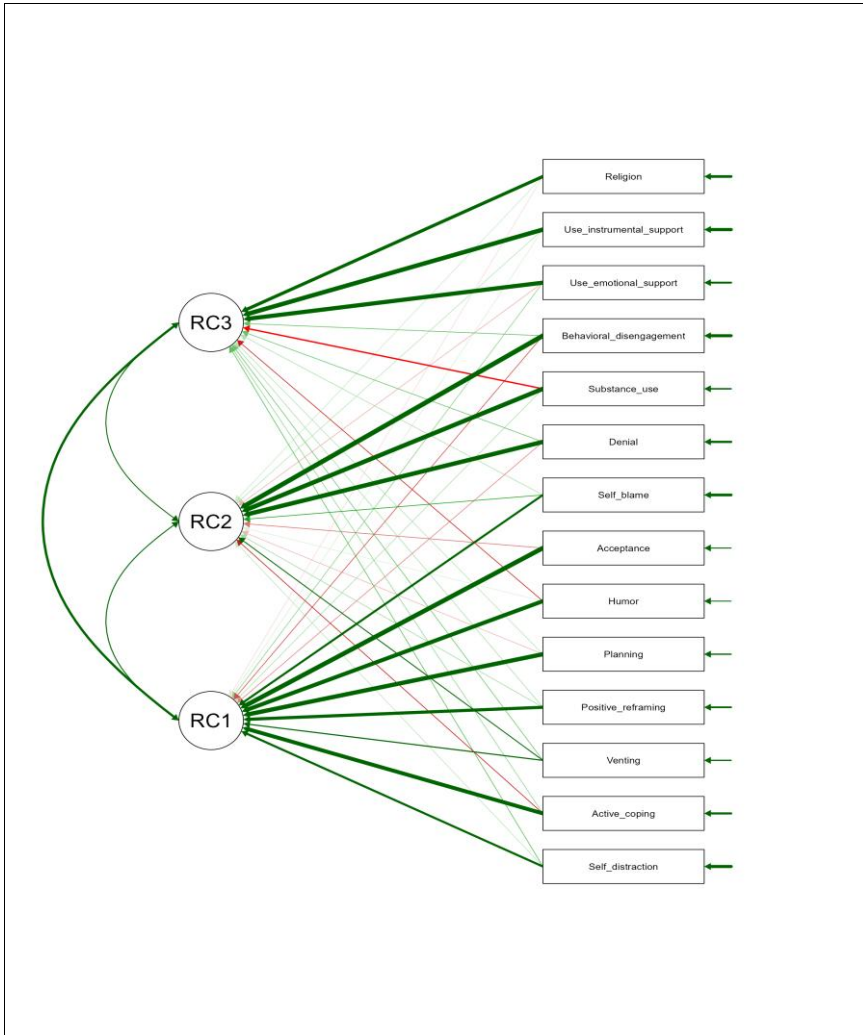 Religion
Use_instrumental_support
Use_emotional_support
RC3
Behavioral_disengagement
Substance_use
Denial
Self_blame
RC2
Acceptance
Humor
Planning
Positive_reframing
RC1
Venting
Active_coping
Self_distraction